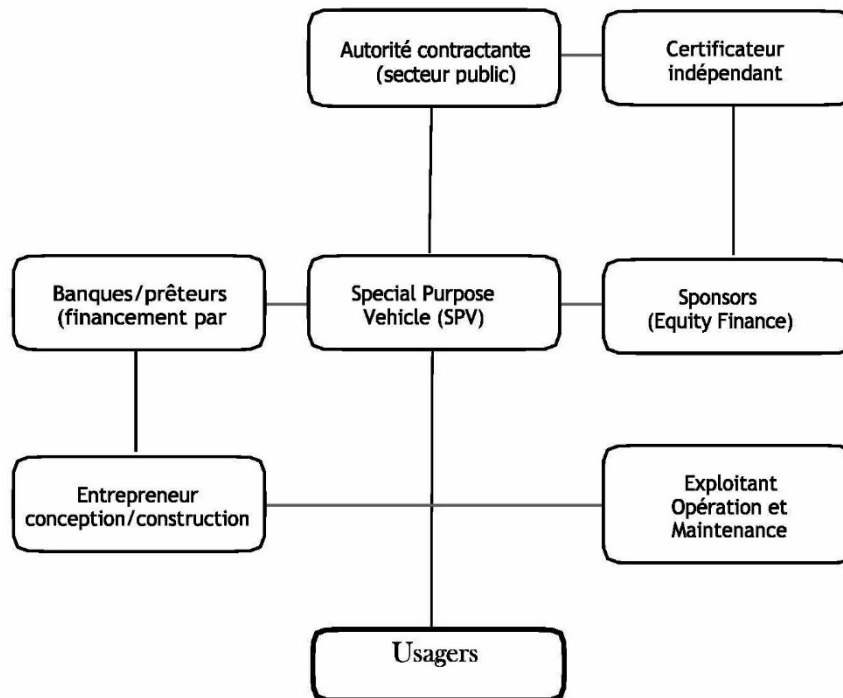 Autorité contractante
(secteur public)
Certificateur
indépendant
Banques/prêteurs
(financement par
Special Purpose
Vehicle (SPV)
Sponsors
(Equity Finance)
Entrepreneur
conception/construction
Exploitant
Opération et
Maintenance
Usagers